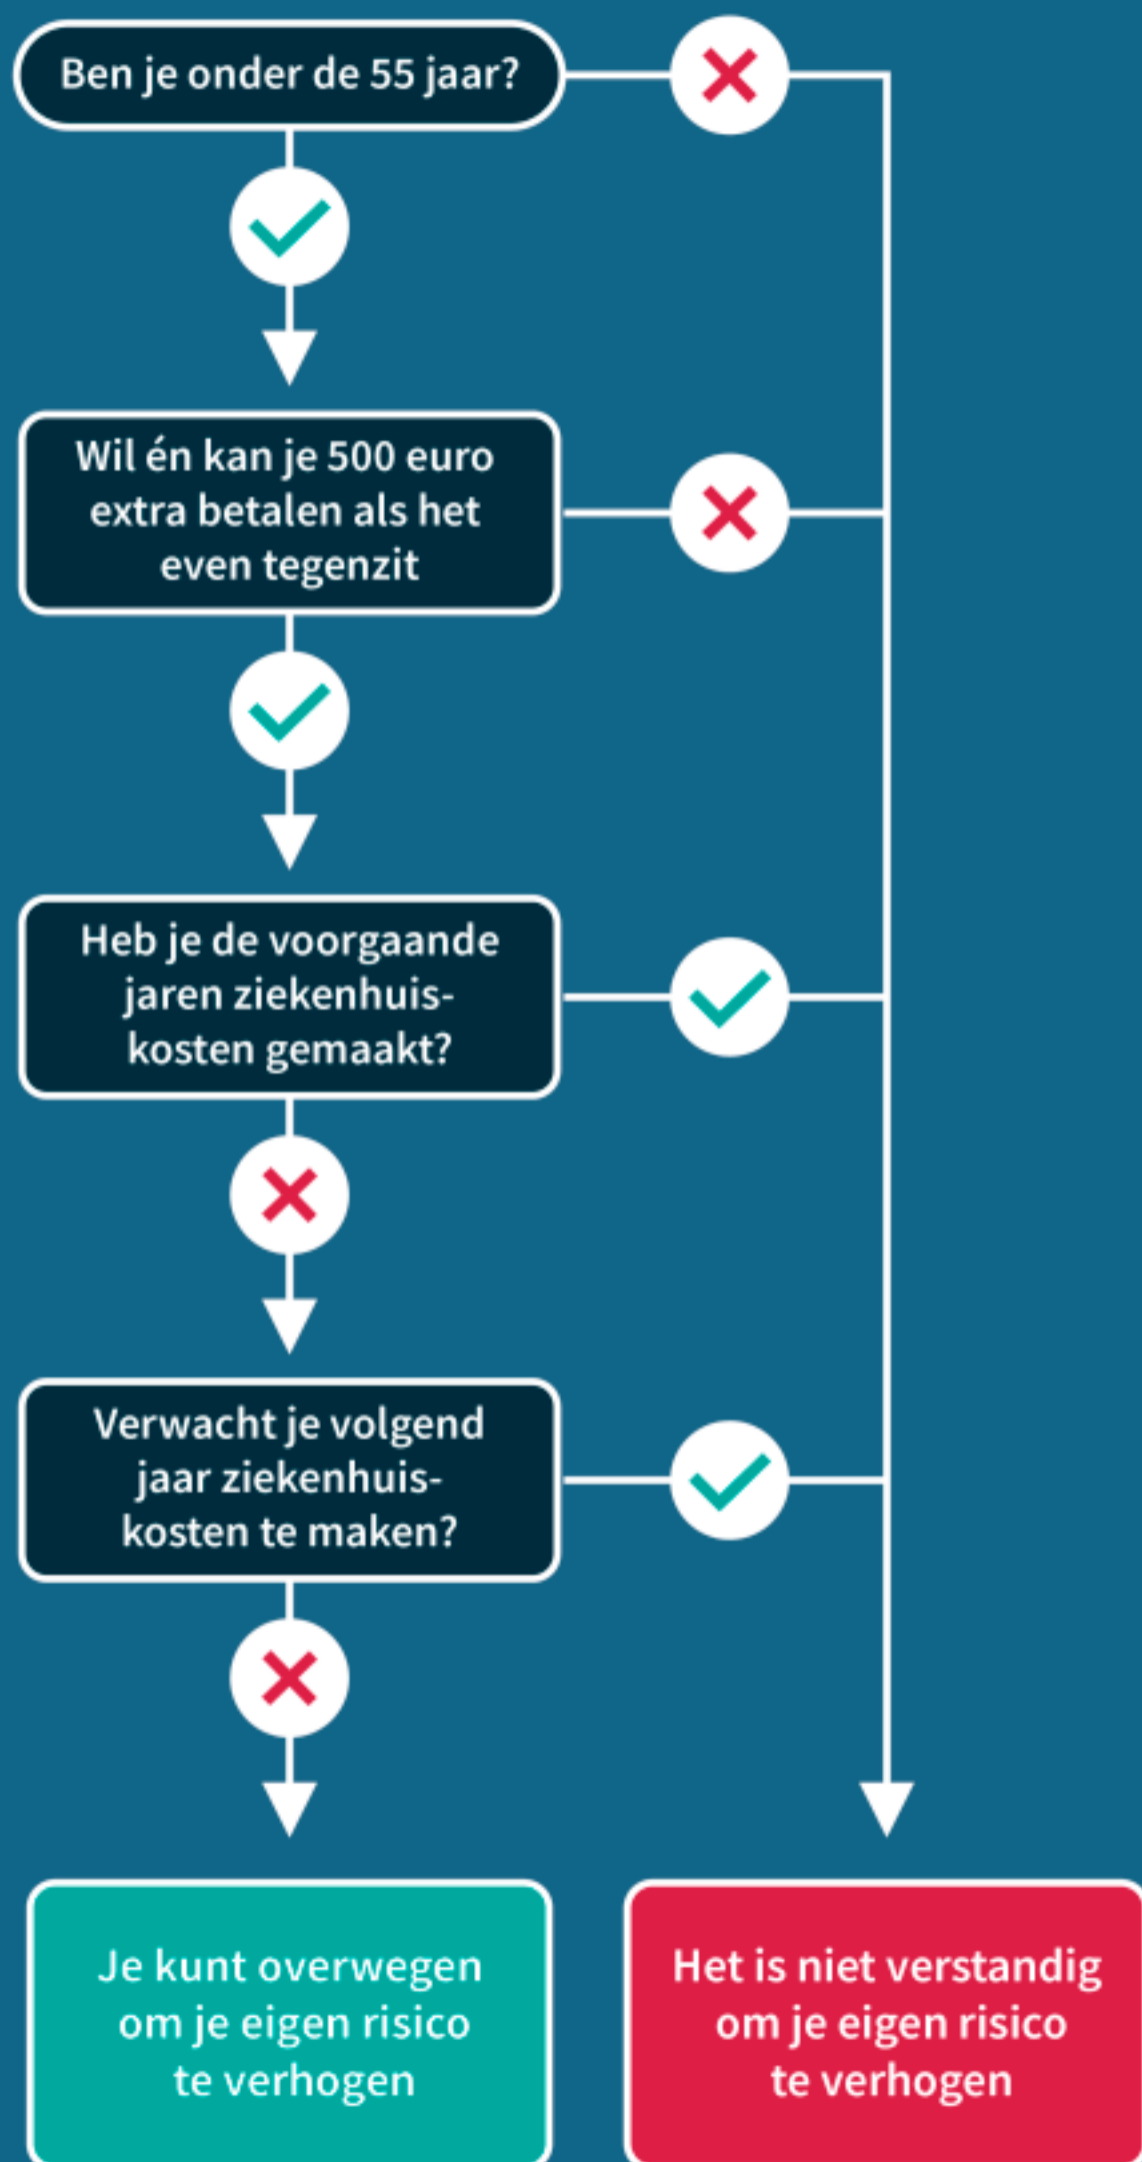 Ben je onder de 55 jaar?
Wil én kan je 500 euro
extra betalen als het
even tegenzit
Heb je de voorgaande
jaren ziekenhuis-
kosten gemaakt?
Verwacht je volgend
jaar ziekenhuis-
kosten te maken?
Je kunt overwegen
om je eigen risico
te verhogen
Het is niet verstandig
om je eigen risico
te verhogen